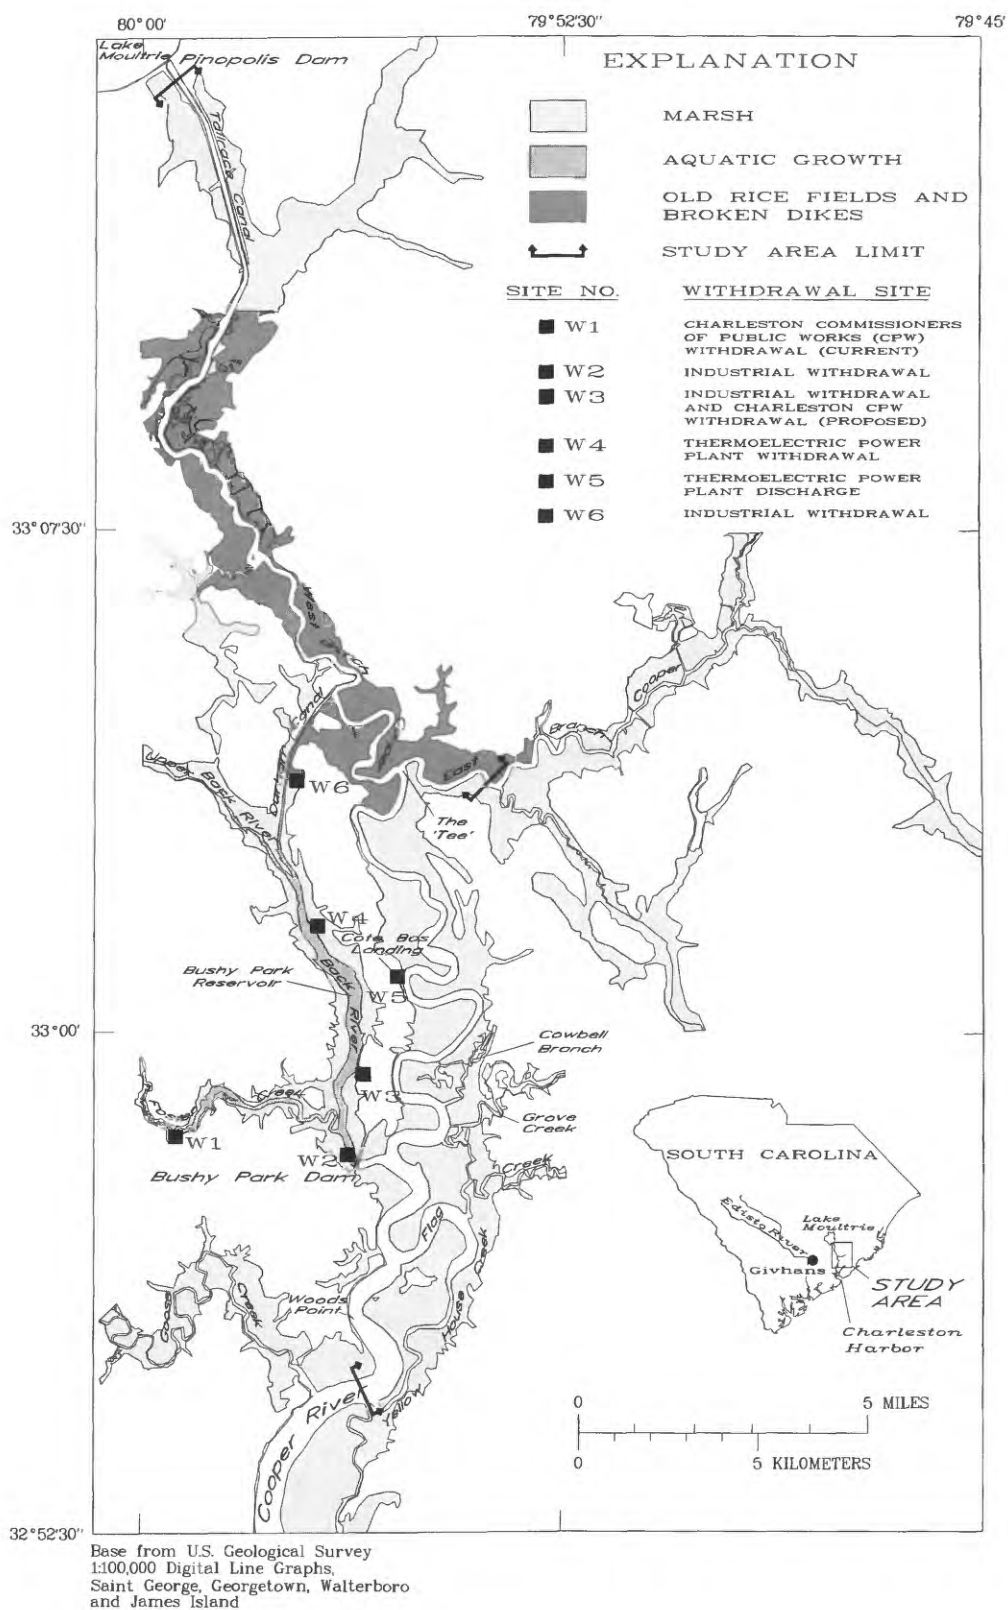 80° 00'
79° 52'30"
79° 45'
Lake
Moultrie
Pinopolis Dam
Tailrace Canal
EXPLANATION
MARSH
AQUATIC GROWTH
OLD RICE FIELDS AND
BROKEN DIKES
STUDY AREA LIMIT
SITE NO.
WITHDRAWAL SITE
W1
CHARLESTON COMMISSIONERS
OF PUBLIC WORKS (CPW)
WITHDRAWAL (CURRENT)
W2
INDUSTRIAL WITHDRAWAL
W3
INDUSTRIAL WITHDRAWAL
AND CHARLESTON CPW
WITHDRAWAL (PROPOSED)
W4
THERMOELECTRIC POWER
PLANT WITHDRAWAL
W5
THERMOELECTRIC POWER
PLANT DISCHARGE
W6
INDUSTRIAL WITHDRAWAL
33° 07'30"
West
Cooper
Branch
Canal
Upper Back River
W6
East
The
'Tee'
W4
Cote Bas
Landing
Bushy Park
Reservoir
Back River
W5
33° 00'
Cowbell
Branch
Foster Creek
W3
Grove
Creek
W1
W2
Bushy Park Dam
Creek
Flag
SOUTH CAROLINA
Edisto River
Lake
Moultrie
Givhans
STUDY
AREA
Charleston
Harbor
Goose Creek
Woods
Point
Yellow House Creek
Cooper River
0 5 MILES
0 5 KILOMETERS
32° 52'30"
Base from U.S. Geological Survey
1:100,000 Digital Line Graphs,
Saint George, Georgetown, Walterboro
and James Island